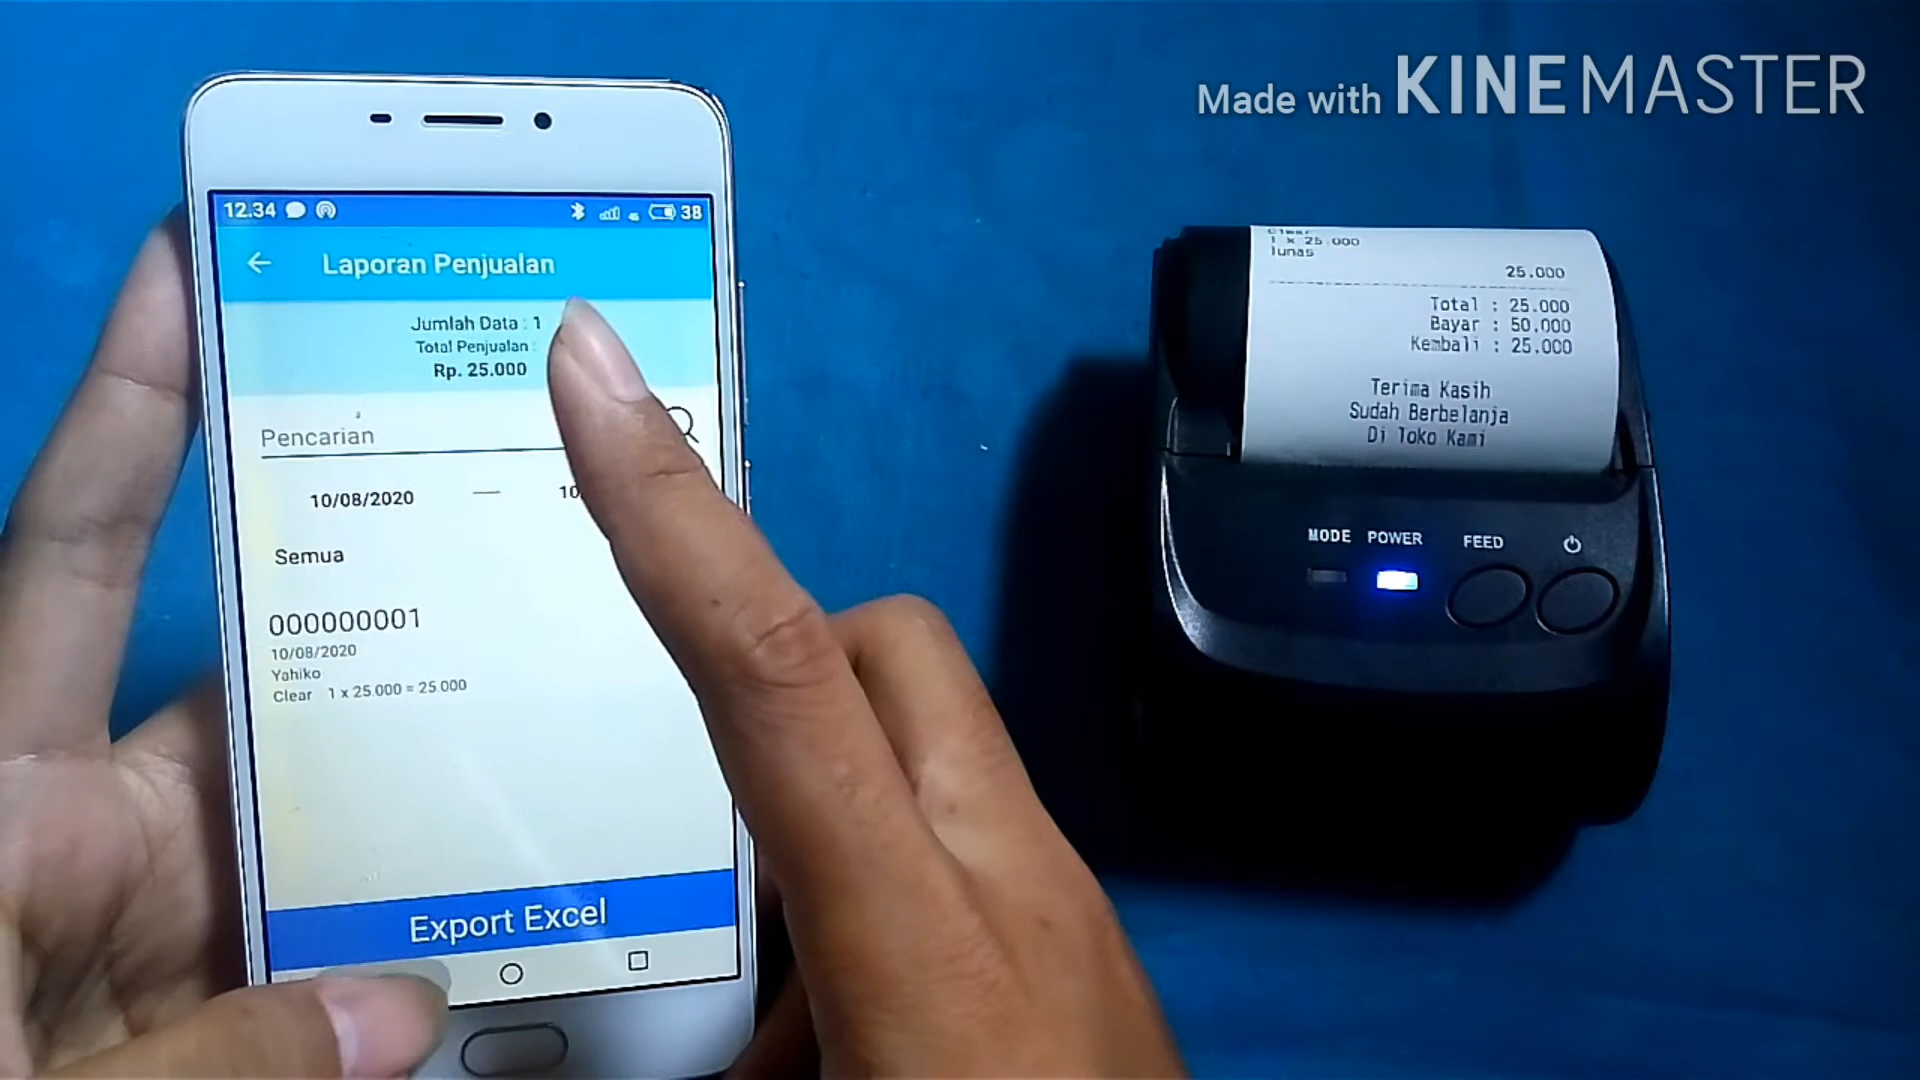 Made with KINEMASTER
12.34
38
Laporan Penjualan
Jumlah Data : 1
Total Penjualan :
Rp. 25.000
Pencarian
10/08/2020 — 10
Semua
000000001
10/08/2020
Yahiko
Clear 1 x 25.000 = 25.000
Export Excel
Clear
1 x 25.000
lunas
25.000
Total : 25.000
Bayar : 50.000
Kembali : 25.000
Terima Kasih
Sudah Berbelanja
Di Toko Kami
MODE POWER FEED